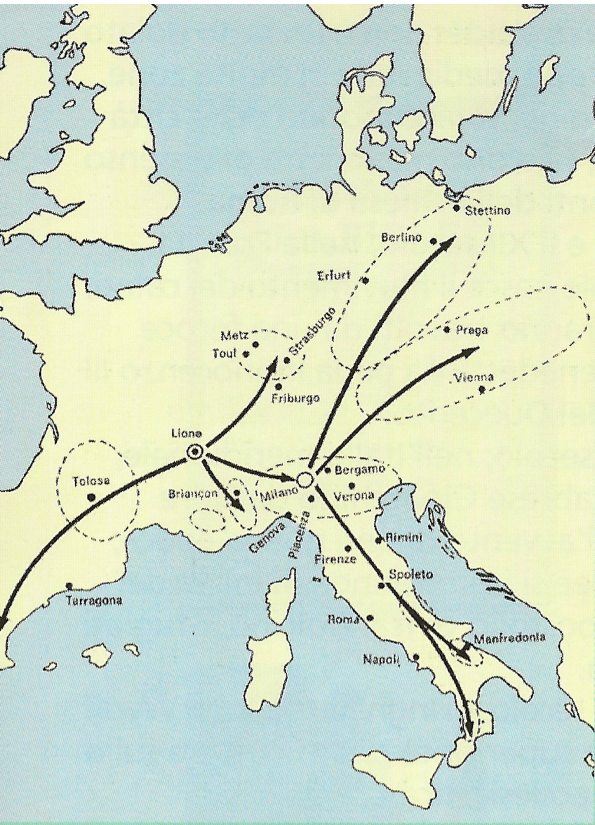 Stettino
Berlino
Erfurt
Strasburgo
Metz
Toul
Praga
Vienna
Friburgo
Lione
Tolosa
Briançon
Milano
Bergamo
Verona
Genova
Piacenza
Rimini
Firenze
Spoleto
Tarragona
Roma
Manfredonia
Napoli